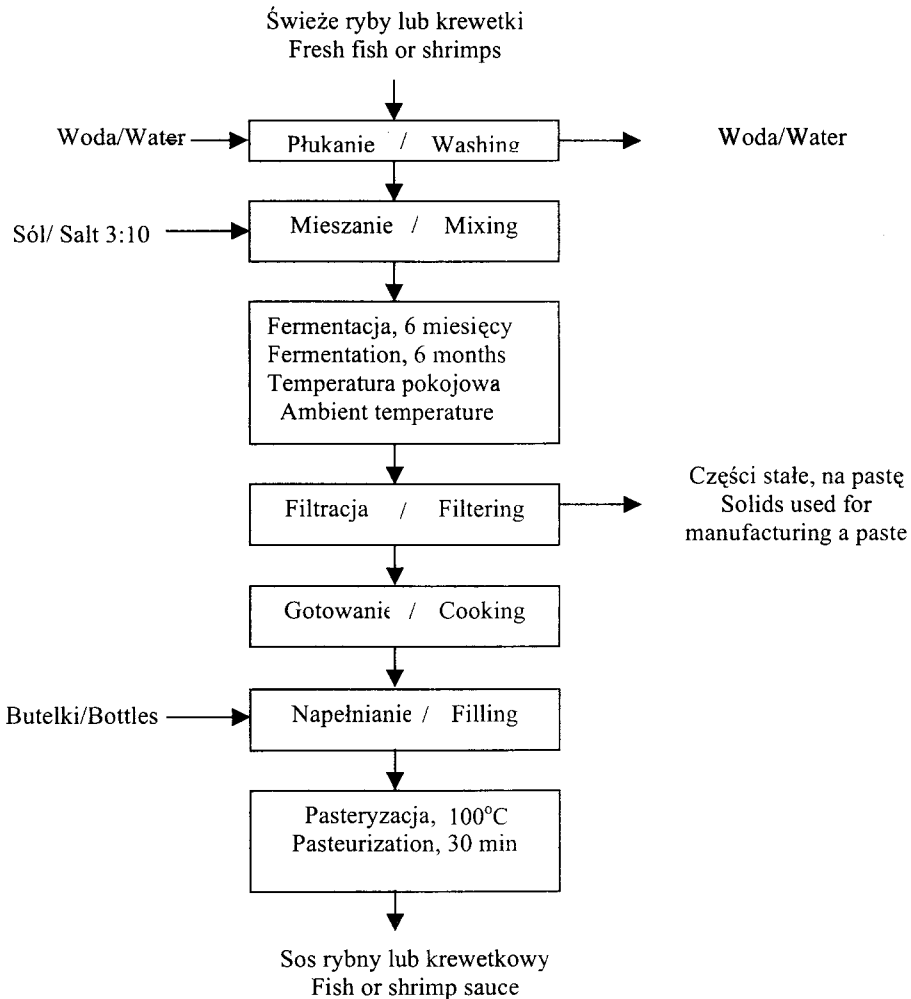 Świeże ryby lub krewetki
Fresh fish or shrimps
Woda/Water
Płukanie / Washing
Woda/Water
Sól/ Salt 3:10
Mieszanie / Mixing
Fermentacja, 6 miesięcy
Fermentation, 6 months
Temperatura pokojowa
Ambient temperature
Filtracja / Filtering
Części stałe, na pastę
Solids used for
manufacturing a paste
Gotowanie / Cooking
Butelki/Bottles
Napełnianie / Filling
Pasteryzacja, 100°C
Pasteurization, 30 min
Sos rybny lub krewetkowy
Fish or shrimp sauce